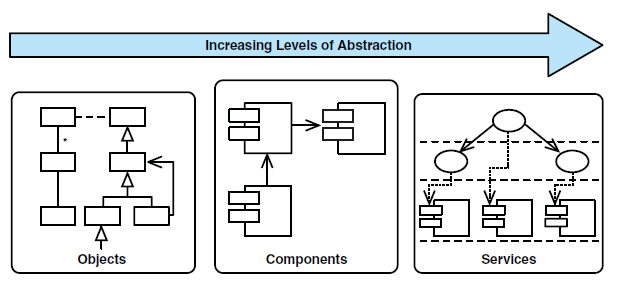 Increasing Levels of Abstraction
*
Objects
Components
Services